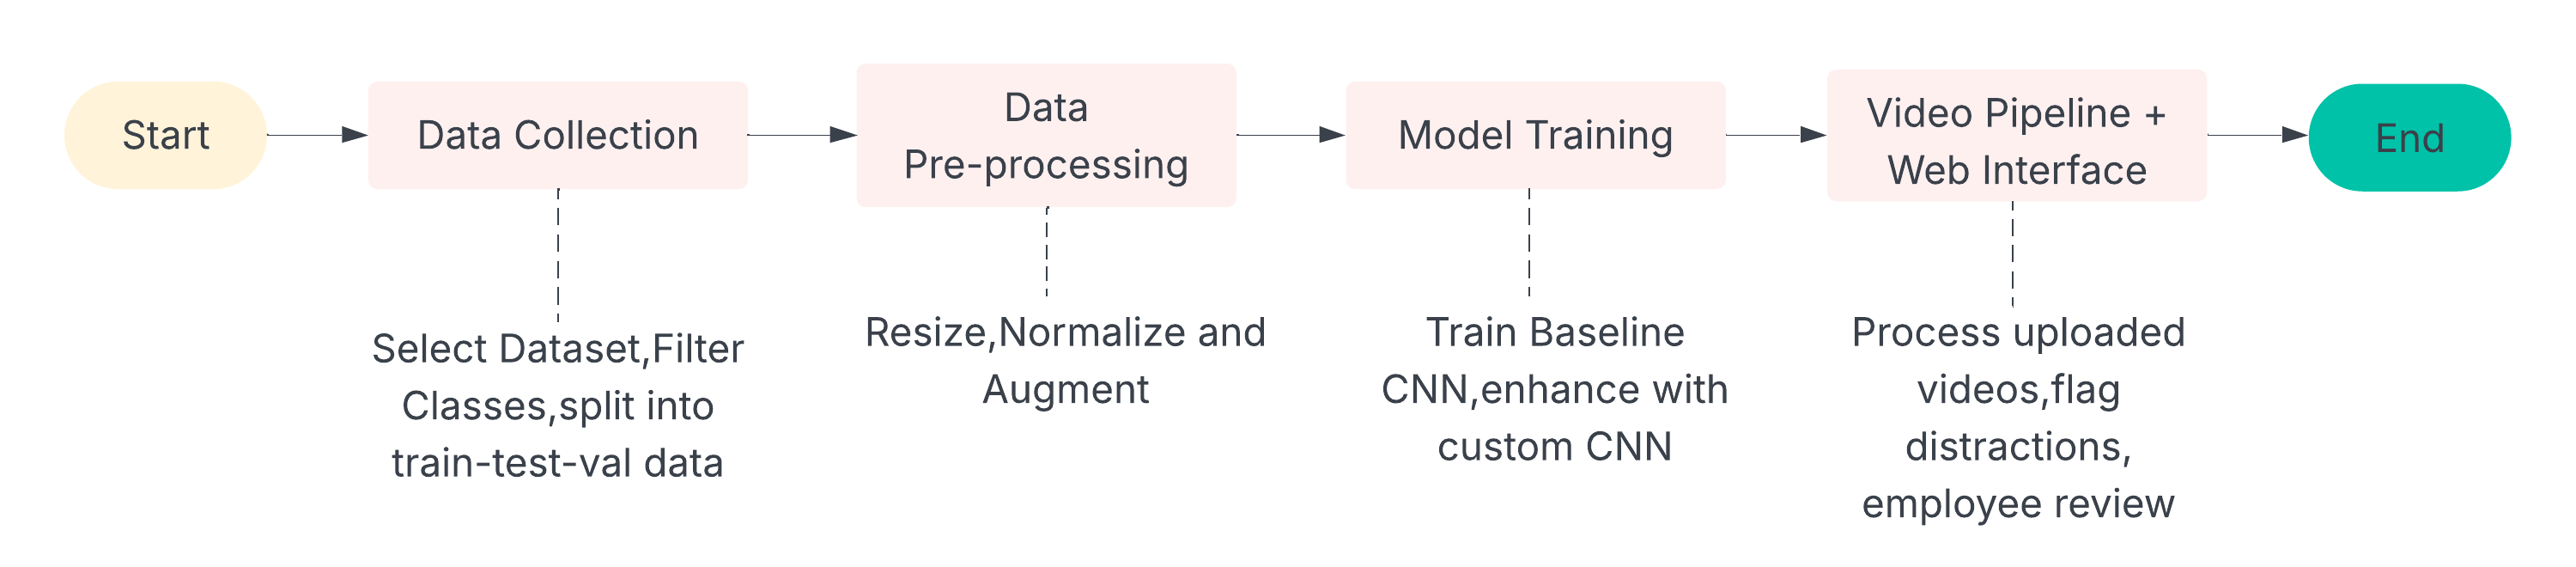 Start
Data Collection
Data
Pre-processing
Model Training
Video Pipeline +
Web Interface
End
Select Dataset,Filter
Classes,split into
train-test-val data
Resize,Normalize and
Augment
Train Baseline
CNN,enhance with
custom CNN
Process uploaded
videos,flag
distractions,
employee review